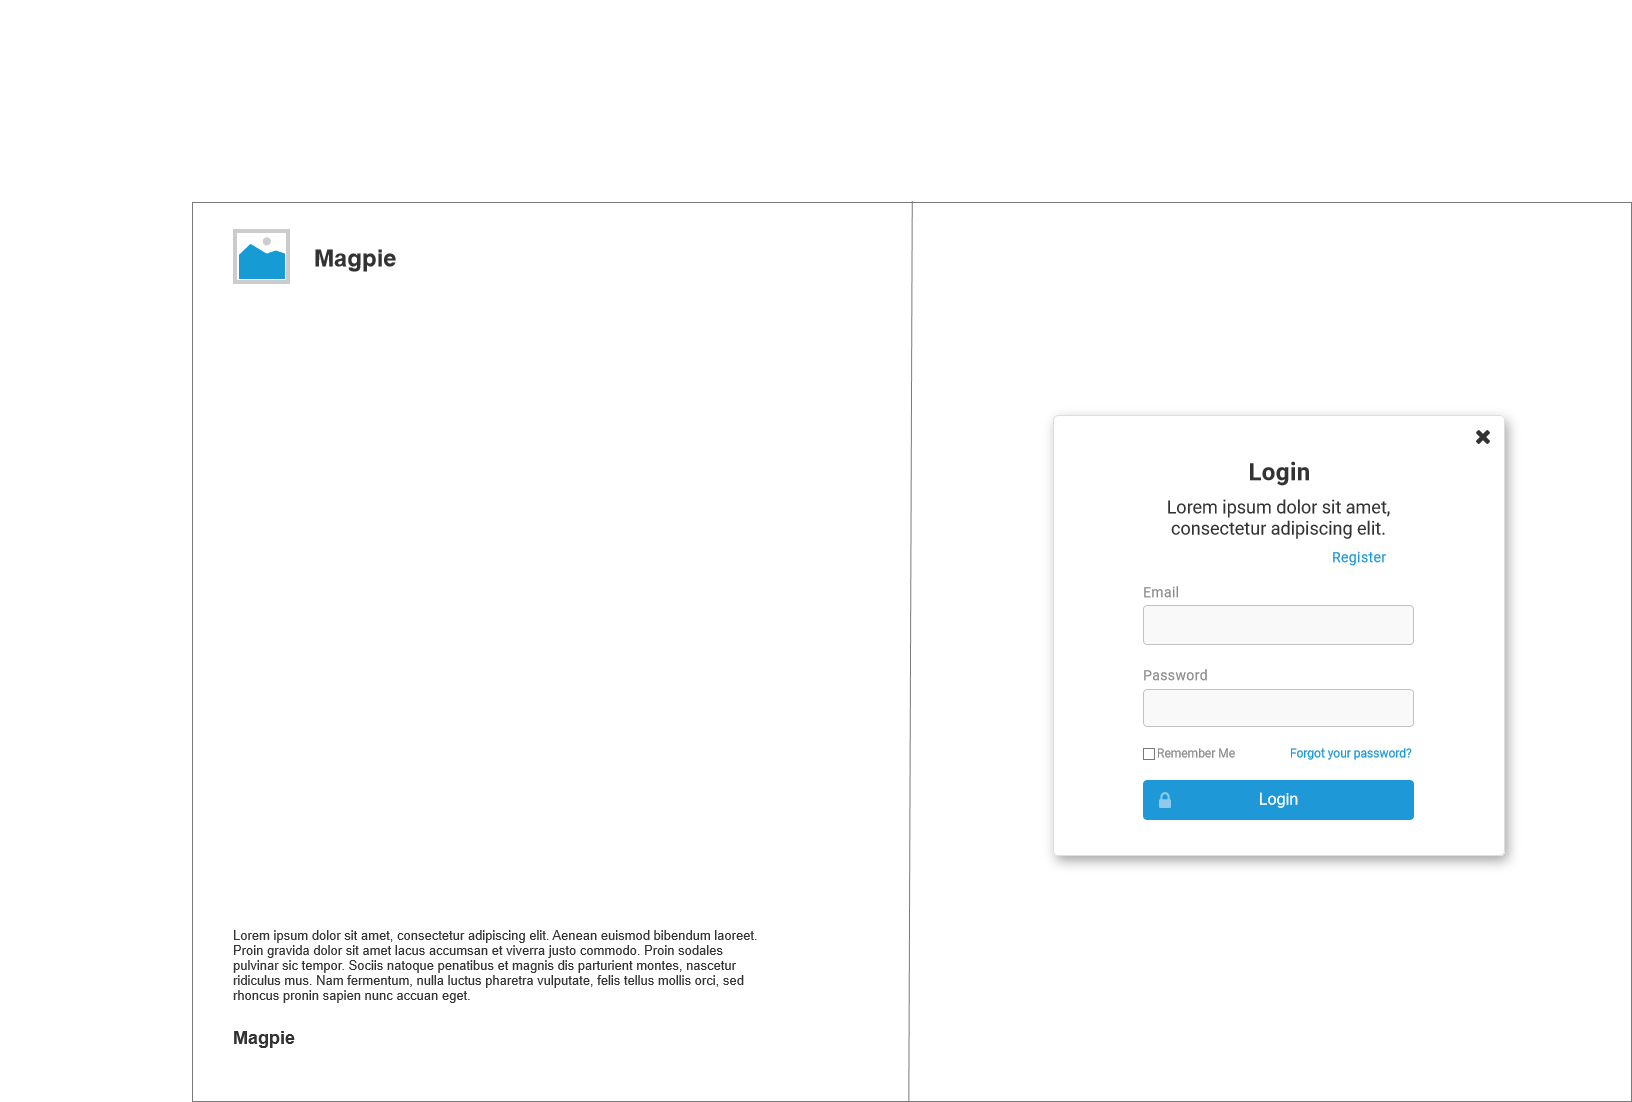 Magpie
Lorem ipsum dolor sit amet, consectetur adipiscing elit. Aenean euismod bibendum laoreet.
Proin gravida dolor sit amet lacus accumsan et viverra justo commodo. Proin sodales
pulvinar sic tempor. Sociis natoque penatibus et magnis dis parturient montes, nascetur
ridiculus mus. Nam fermentum, nulla luctus pharetra vulputate, felis tellus mollis orci, sed
rhoncus pronin sapien nunc accuan eget.
Magpie
Login
Lorem ipsum dolor sit amet,
consectetur adipiscing elit.
Register
Email
Password
Remember Me
Forgot your password?
Login